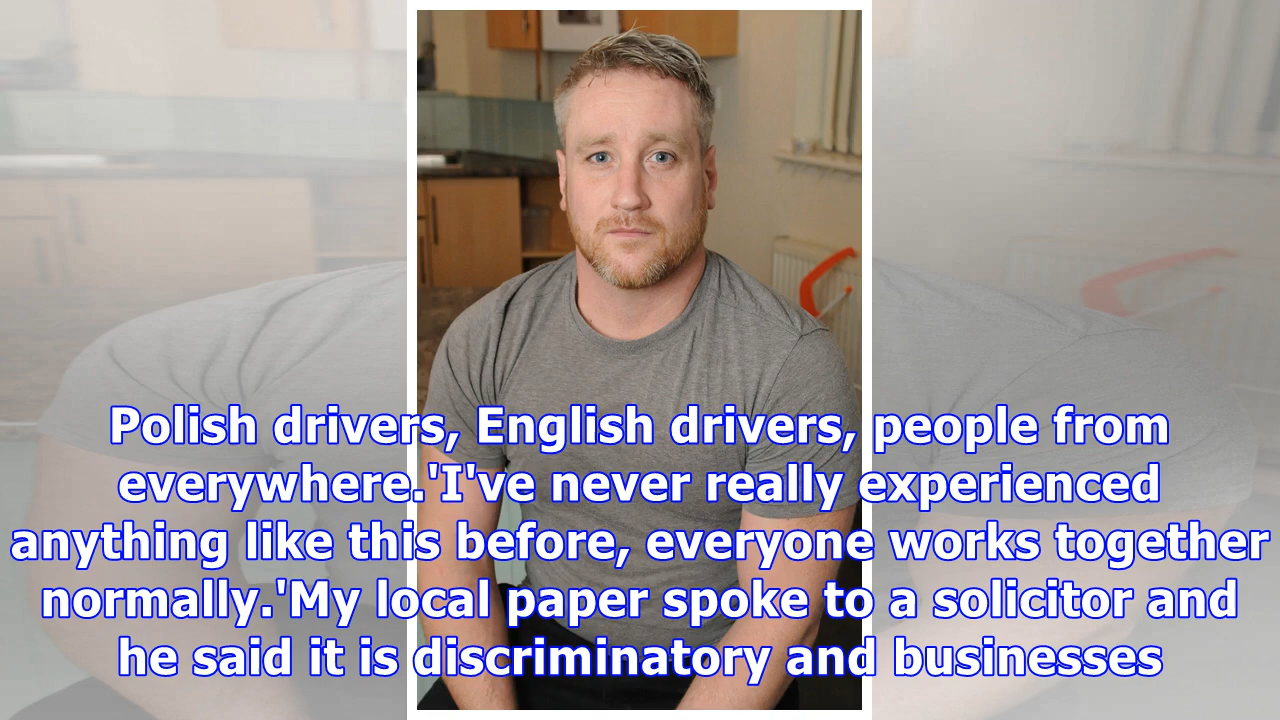 Polish drivers, English drivers, people from
everywhere.'I've never really experienced
anything like this before, everyone works together
normally.'My local paper spoke to a solicitor and
he said it is discriminatory and businesses